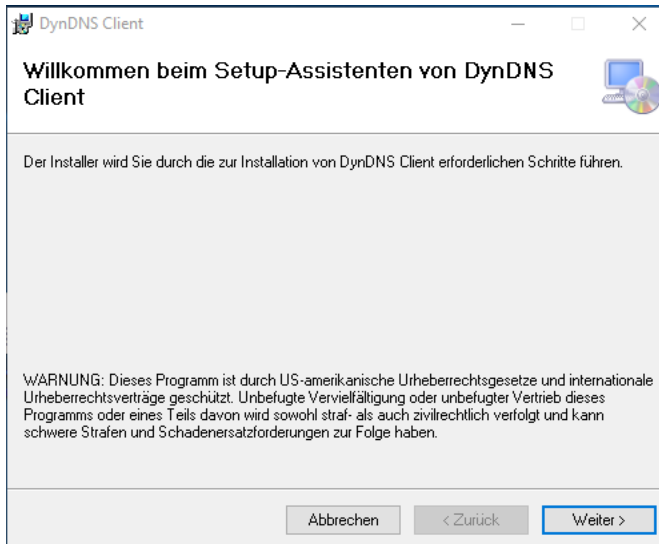 DynDNS Client
Willkommen beim Setup-Assistenten von DynDNS
Client
Der Installer wird Sie durch die zur Installation von DynDNS Client erforderlichen Schritte führen.
WARNUNG: Dieses Programm ist durch US-amerikanische Urheberrechtsgesetze und internationale
Urheberrechtsverträge geschützt. Unbefugte Vervielfältigung oder unbefugter Vertrieb dieses
Programms oder eines Teils davon wird sowohl straf- als auch zivilrechtlich verfolgt und kann
schwere Strafen und Schadenersatzforderungen zur Folge haben.
Abbrechen
< Zurück
Weiter >